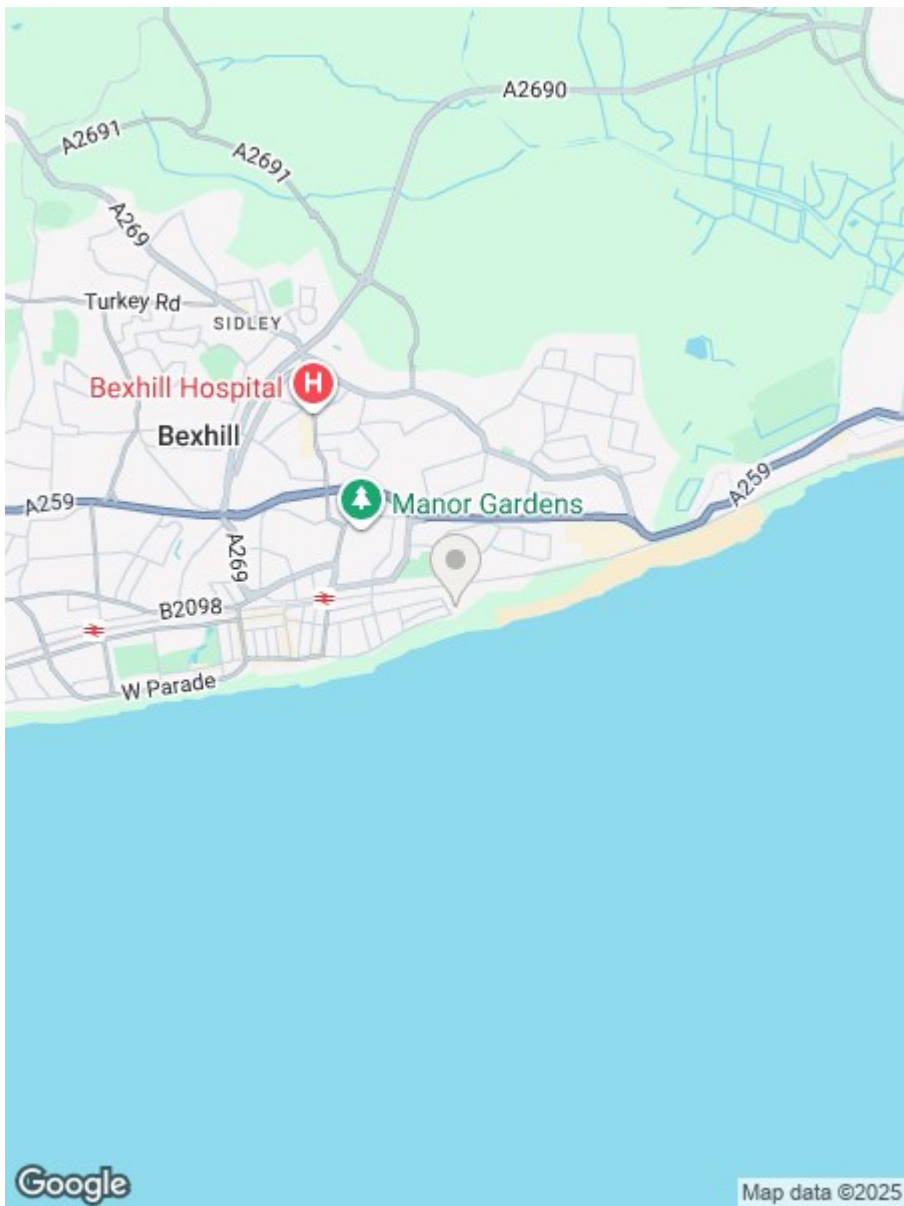 A2690
A2691
A2691
A269
Turkey Rd
SIDLEY
Bexhill Hospital
H
Bexhill
A259
Manor Gardens
A259
A269
B2098
W Parade
Google
Map data ©2025